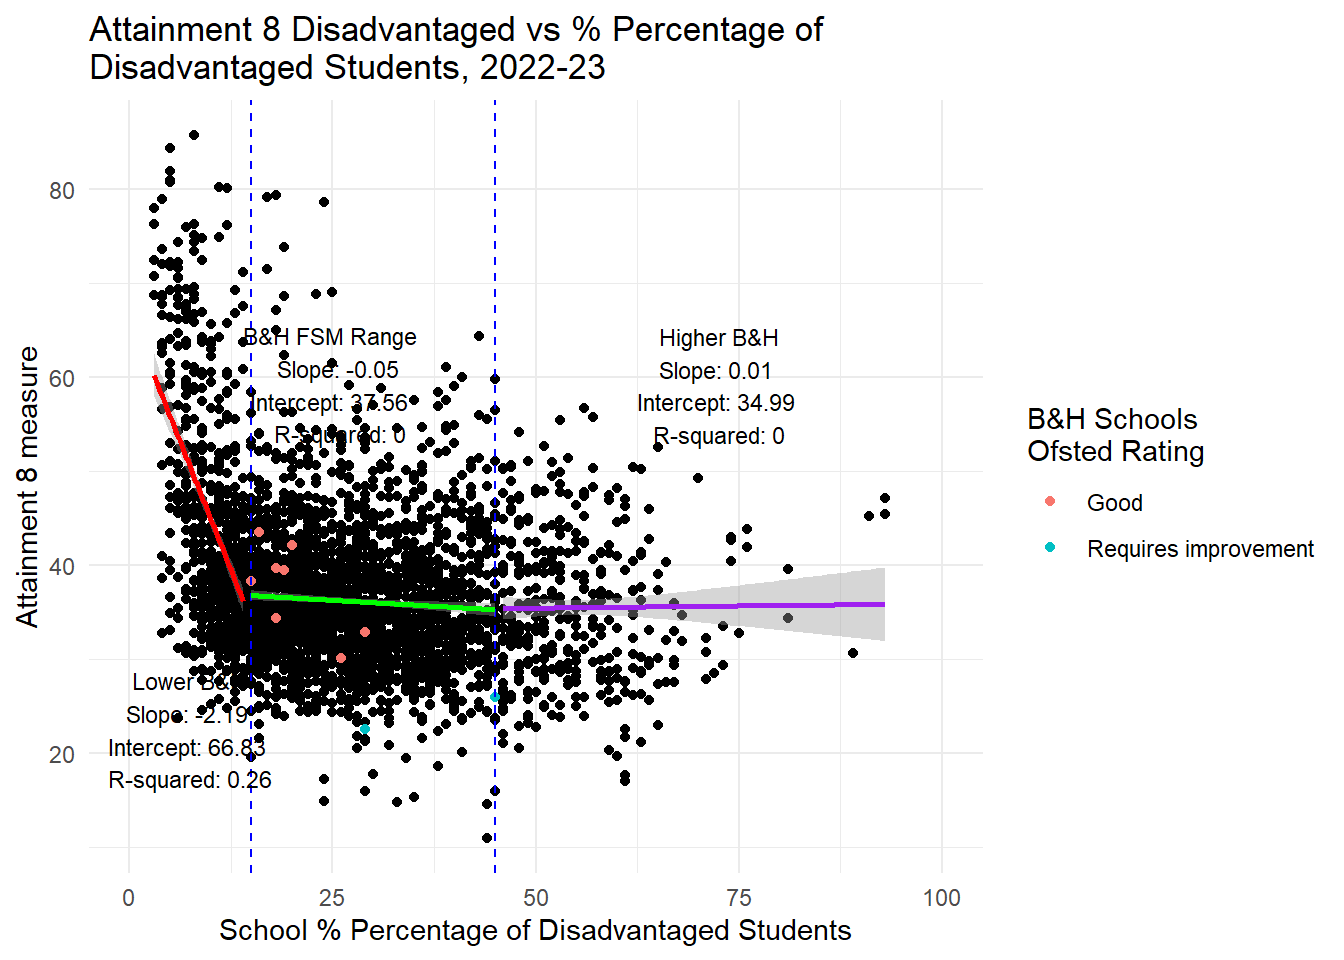 Attainment 8 Disadvantaged vs % Percentage of
Disadvantaged Students, 2022-23
Attainment 8 measure
80
60
40
20
B&H FSM Range
Slope: -0.05
Intercept: 37.56
R-squared: 0
Higher B&H
Slope: 0.01
Intercept: 34.99
R-squared: 0
Lower B&H
Slope: -2.19
Intercept: 66.83
R-squared: 0.26
0 25 50 75 100
School % Percentage of Disadvantaged Students
B&H Schools
Ofsted Rating
Good
Requires improvement